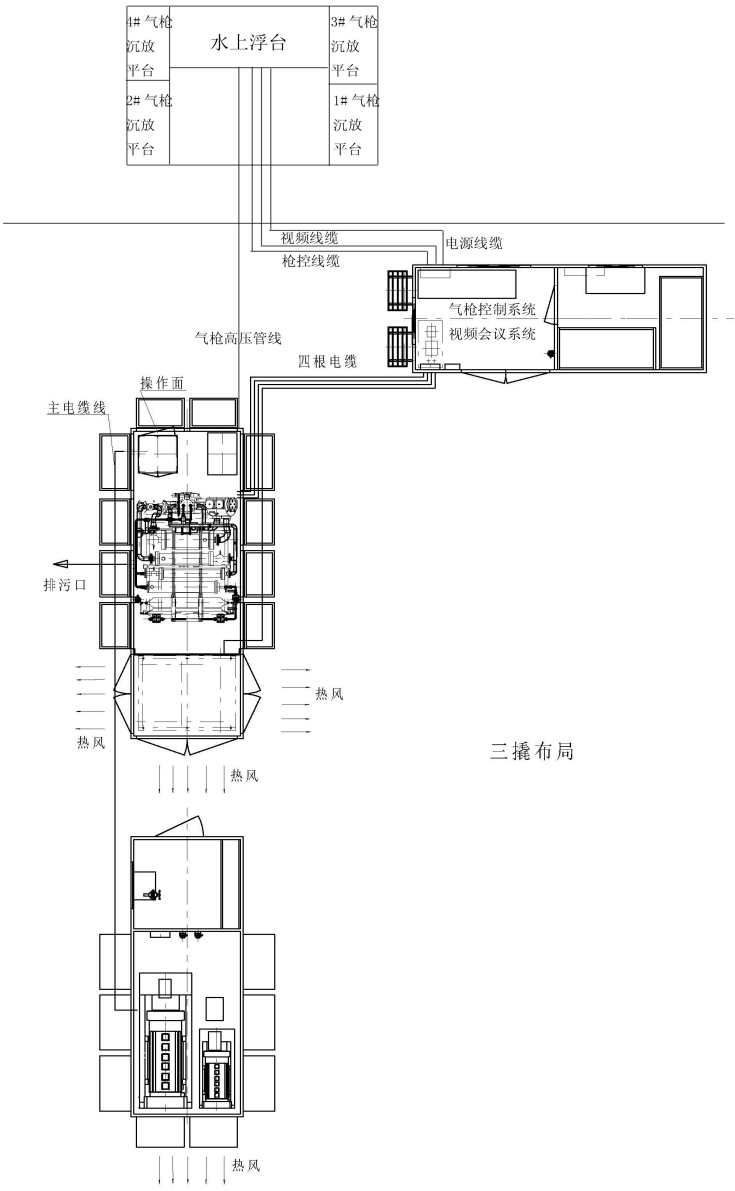 4# 气枪
沉放
平台
水上浮台
3# 气枪
沉放
平台
2# 气枪
沉放
平台
1# 气枪
沉放
平台
视频线缆
电源线缆
枪控线缆
气枪控制系统
视频会议系统
气枪高压管线
四根电缆
操作面
主电缆线
排污口
热风
热风
三撬布局
热风
热风